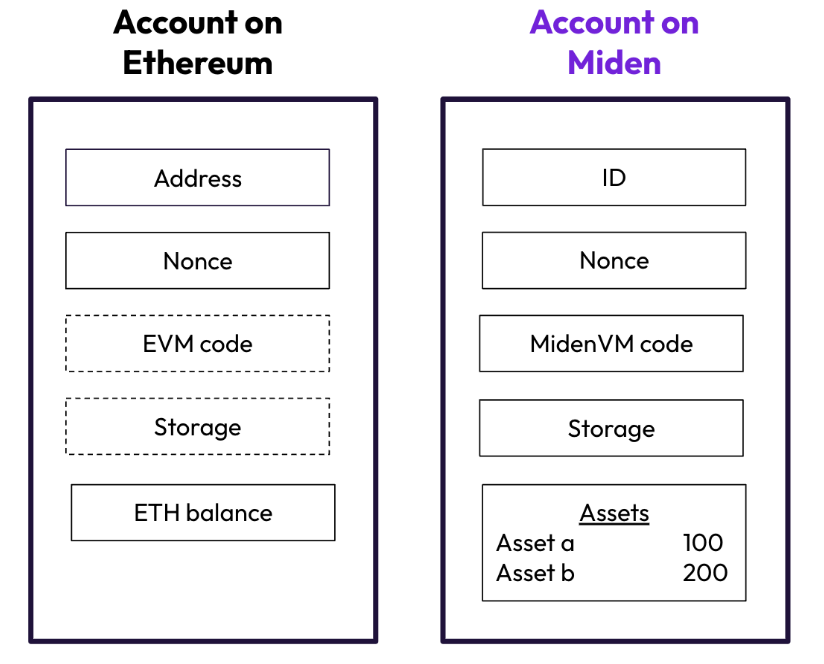 Account on
Ethereum
Address
Nonce
EVM code
Storage
ETH balance
Account on
Miden
ID
Nonce
MidenVM code
Storage
Assets
Asset a 100
Asset b 200